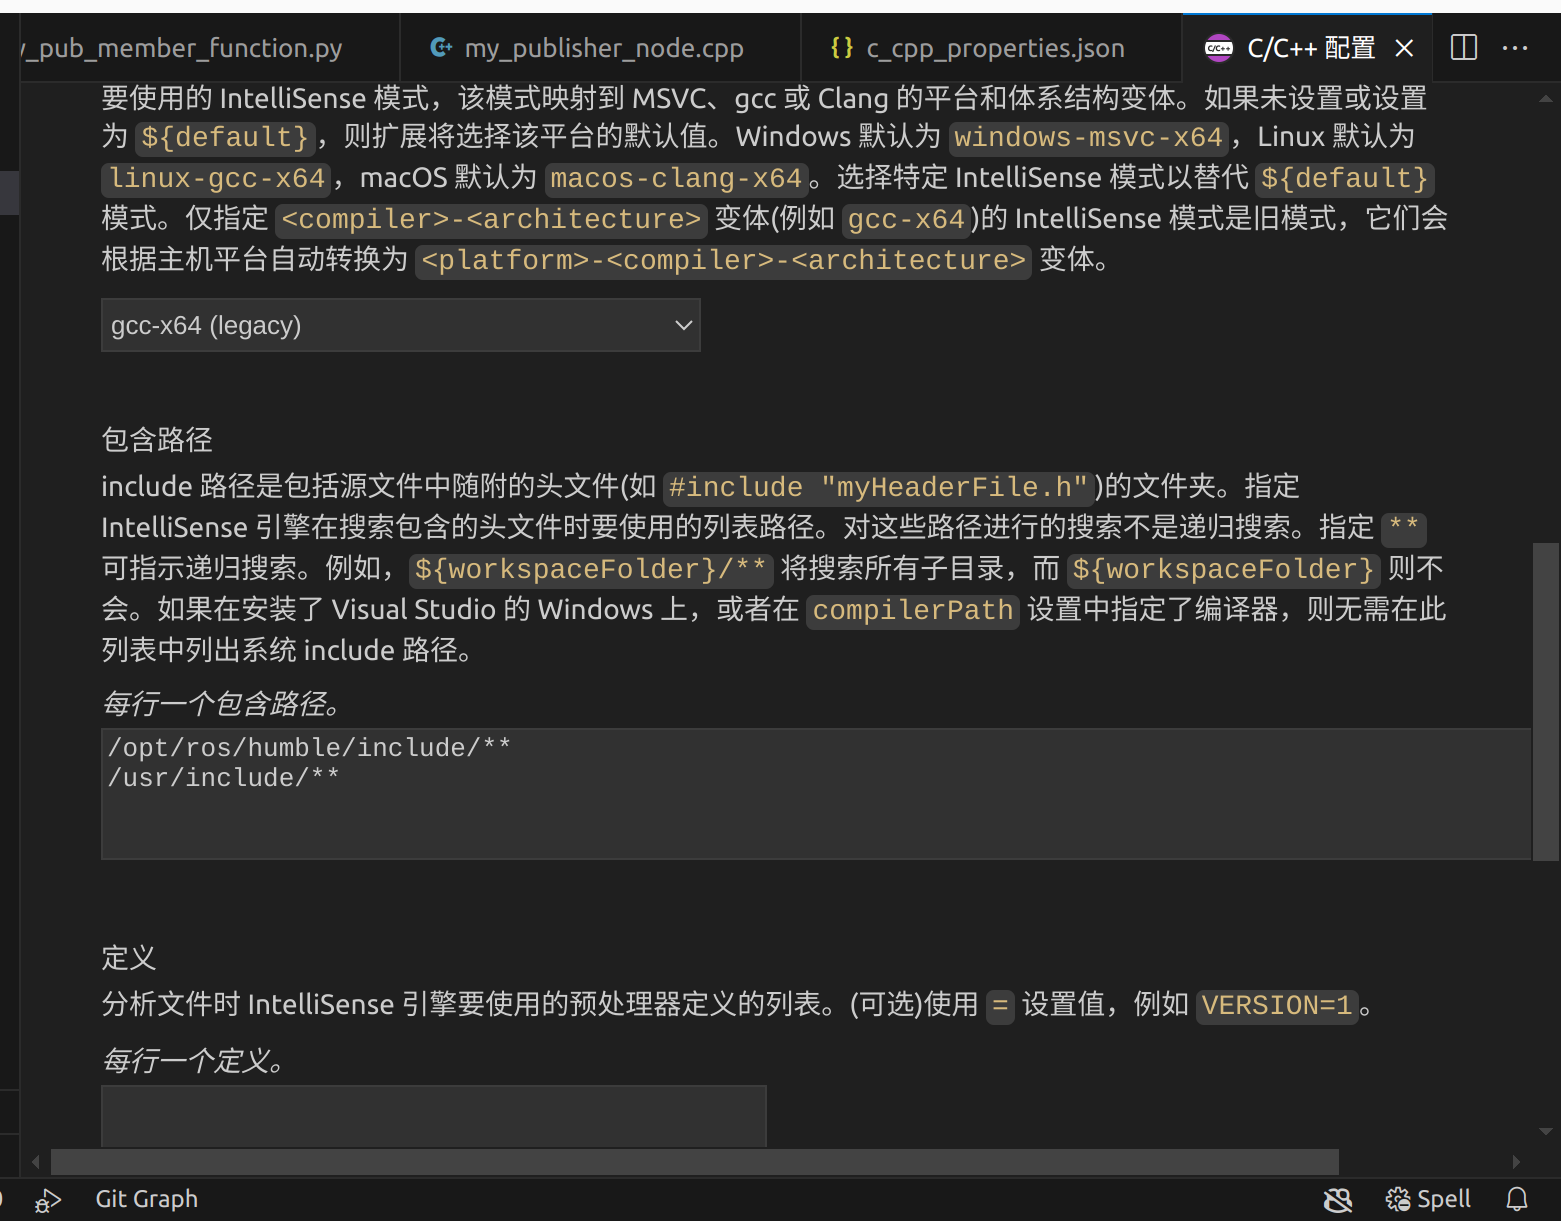 _pub_member_function.py
my_publisher_node.cpp
c_cpp_properties.json
C/C++ 配置
要使用的 IntelliSense 模式，该模式映射到 MSVC、gcc 或 Clang 的平台和体系结构变体。如果未设置或设置
为 ${default}，则扩展将选择该平台的默认值。Windows 默认为 windows-msvc-x64，Linux 默认为
linux-gcc-x64，macOS 默认为 macos-clang-x64。选择特定 IntelliSense 模式以替代 ${default}
模式。仅指定 <compiler>-<architecture> 变体(例如 gcc-x64)的 IntelliSense 模式是旧模式，它们会
根据主机平台自动转换为 <platform>-<compiler>-<architecture> 变体。
gcc-x64 (legacy)
包含路径
include 路径是包括源文件中随附的头文件(如 #include "myHeaderFile.h")的文件夹。指定
IntelliSense 引擎在搜索包含的头文件时要使用的列表路径。对这些路径进行的搜索不是递归搜索。指定 **
可指示递归搜索。例如，${workspaceFolder}/** 将搜索所有子目录，而 ${workspaceFolder} 则不
会。如果在安装了 Visual Studio 的 Windows 上，或者在 compilerPath 设置中指定了编译器，则无需在此
列表中列出系统 include 路径。
每行一个包含路径。
/opt/ros/humble/include/**
/usr/include/**
定义
分析文件时 IntelliSense 引擎要使用的预处理器定义的列表。(可选)使用 = 设置值，例如 VERSION=1。
每行一个定义。
Git Graph
Spell